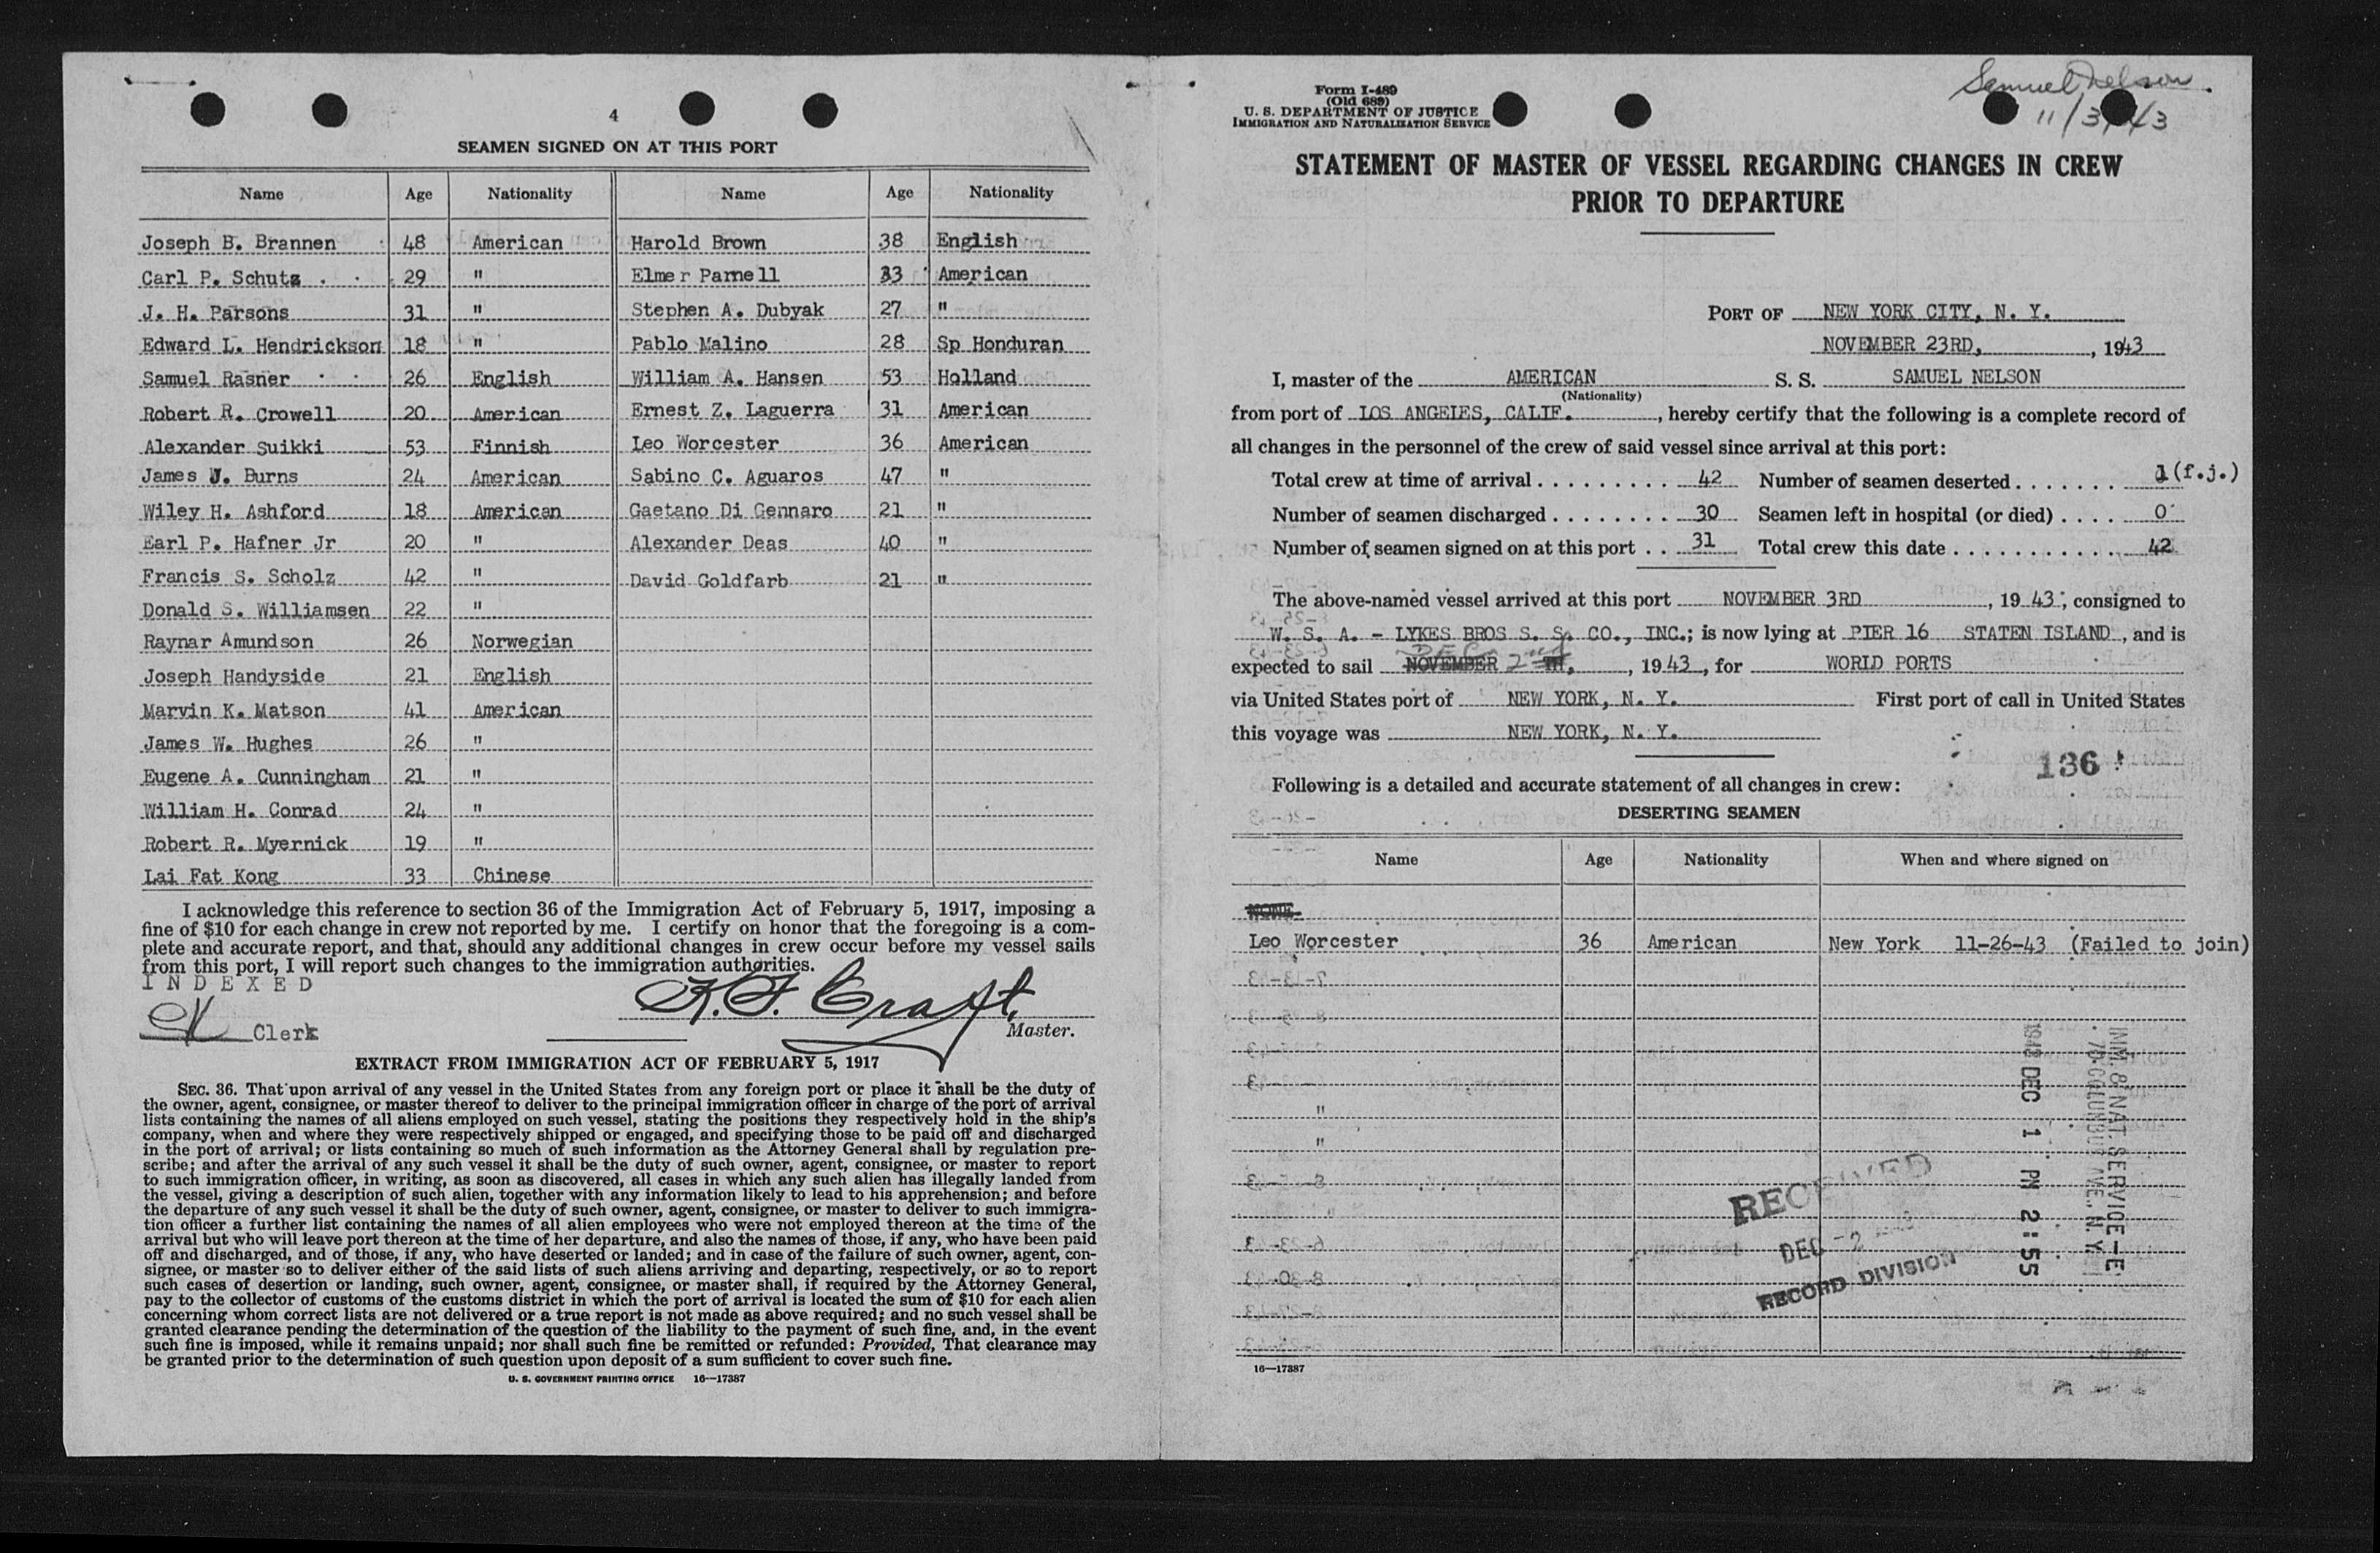 4
SEAMEN SIGNED ON AT THIS PORT
Name Age Nationality Name Age Nationality
Joseph B. Brannen 48 American Harold Brown 38 English
Carl P. Schutz 29 " Elmer Parnell 33 American
J. H. Parsons 31 " Stephen A. Dubyak 27 "
Edward L. Hendrickson 18 " Pablo Malino 28 Sp Honduran
Samuel Rasner 26 English William A. Hansen 53 Holland
Robert R. Crowell 20 American Ernest Z. Laguerra 31 American
Alexander Suikki 53 Finnish Leo Worcester 36 American
James J. Burns 24 American Sabino C. Aguaros 47 "
Wiley H. Ashford 18 American Gaetano Di Gennaro 21 "
Earl P. Hafner Jr 20 " Alexander Deas 40 "
Francis S. Scholz 42 " David Goldfarb 21 "
Donald S. Williamsen 22 "
Raynar Amundson 26 Norwegian
Joseph Handyside 21 English
Marvin K. Matson 41 American
James W. Hughes 26 "
Eugene A. Cunningham 21 "
William H. Conrad 24 "
Robert R. Myernick 19 "
Lai Fat Kong 33 Chinese
I acknowledge this reference to section 36 of the Immigration Act of February 5, 1917, imposing a
fine of $10 for each change in crew not reported by me. I certify on honor that the foregoing is a com-
plete and accurate report, and that, should any additional changes in crew occur before my vessel sails
from this port, I will report such changes to the immigration authorities.
INDEXED
K. F. Craft
Clerk
Master.
EXTRACT FROM IMMIGRATION ACT OF FEBRUARY 5, 1917
SEC. 36. That upon arrival of any vessel in the United States from any foreign port or place it shall be the duty of
the owner, agent, consignee, or master thereof to deliver to the principal immigration officer in charge of the port of arrival
lists containing the names of all aliens employed on such vessel, stating the positions they respectively hold in the ship's
company, when and where they were respectively shipped or engaged, and specifying those to be paid off and discharged
in the port of arrival; or lists containing so much of such information as the Attorney General shall by regulation pre-
scribe; and after the arrival of any such vessel it shall be the duty of such owner, agent, consignee, or master to report
to such immigration officer, in writing, as soon as discovered, all cases in which any such alien has illegally landed from
the vessel, giving a description of such alien, together with any information likely to lead to his apprehension; and before
the departure of any such vessel it shall be the duty of such owner, agent, consignee, or master to deliver to such immigra-
tion officer a further list containing the names of all alien employees who were not employed thereon at the time of the
arrival but who will leave port thereon at the time of her departure, and also the names of those, if any, who have been paid
off and discharged, and of those, if any, who have deserted or landed; and in case of the failure of such owner, agent, con-
signee, or master so to deliver either of the said lists of such aliens arriving and departing, respectively, or so to report
such cases of desertion or landing, such owner, agent, consignee, or master shall, if required by the Attorney General,
pay to the collector of customs of the customs district in which the port of arrival is located the sum of $10 for each alien
concerning whom correct lists are not delivered or a true report is not made as above required; and no such vessel shall be
granted clearance pending the determination of the question of the liability to the payment of such fine, and, in the event
such fine is imposed, while it remains unpaid; nor shall such fine be remitted or refunded: Provided, That clearance may
be granted prior to the determination of such question upon deposit of a sum sufficient to cover such fine.
U. S. GOVERNMENT PRINTING OFFICE 16—17387
Samuel Nelson
11/3/43
Form I-489
(Old 689)
U. S. DEPARTMENT OF JUSTICE
IMMIGRATION AND NATURALIZATION SERVICE
STATEMENT OF MASTER OF VESSEL REGARDING CHANGES IN CREW
PRIOR TO DEPARTURE
PORT OF NEW YORK CITY, N. Y.
NOVEMBER 23RD, , 1943
I, master of the AMERICAN S. S. SAMUEL NELSON
(Nationality)
from port of LOS ANGELES, CALIF. , hereby certify that the following is a complete record of
all changes in the personnel of the crew of said vessel since arrival at this port:
Total crew at time of arrival . . . . . . . . . . 42 Number of seamen deserted . . . . . . . 1 (f.j.)
Number of seamen discharged . . . . . . . . 30 Seamen left in hospital (or died) . . . . 0
Number of seamen signed on at this port . . 31 Total crew this date . . . . . . . . . . . . 42
The above-named vessel arrived at this port NOVEMBER 3RD , 19 43, consigned to
W. S. A. - LYKES BROS S. S. CO., INC.; is now lying at PIER 16 STATEN ISLAND, and is
expected to sail NOVEMBER DEC 2nd TH, , 19 43, for WORLD PORTS
via United States port of NEW YORK, N. Y. First port of call in United States
this voyage was NEW YORK, N. Y.
136
Following is a detailed and accurate statement of all changes in crew:
DESERTING SEAMEN
Name Age Nationality When and where signed on
NONE
Leo Worcester 36 American New York 11-26-43 (Failed to join)
IMM. & NAT. SERVICE-E
70 COLUMBUS AVE, N Y
1943 DEC 1 PM 2:55
RECEIVED
DEC -2
RECORD DIVISION
16—17387